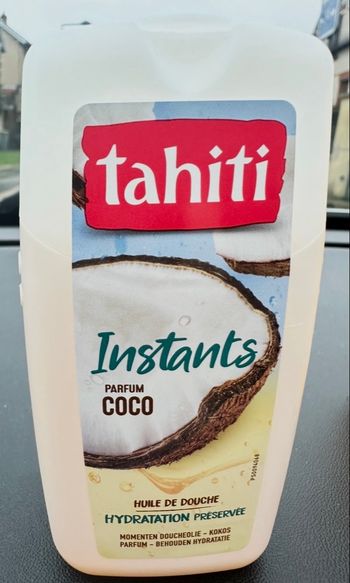 tahiti
Instants
PARFUM
COCO
HUILE DE DOUCHE
HYDRATATION PRÉSERVÉE
MOMENTEN DOUCHEOLIE - KOKOS
PARFUM - BEHOUDEN HYDRATATIE